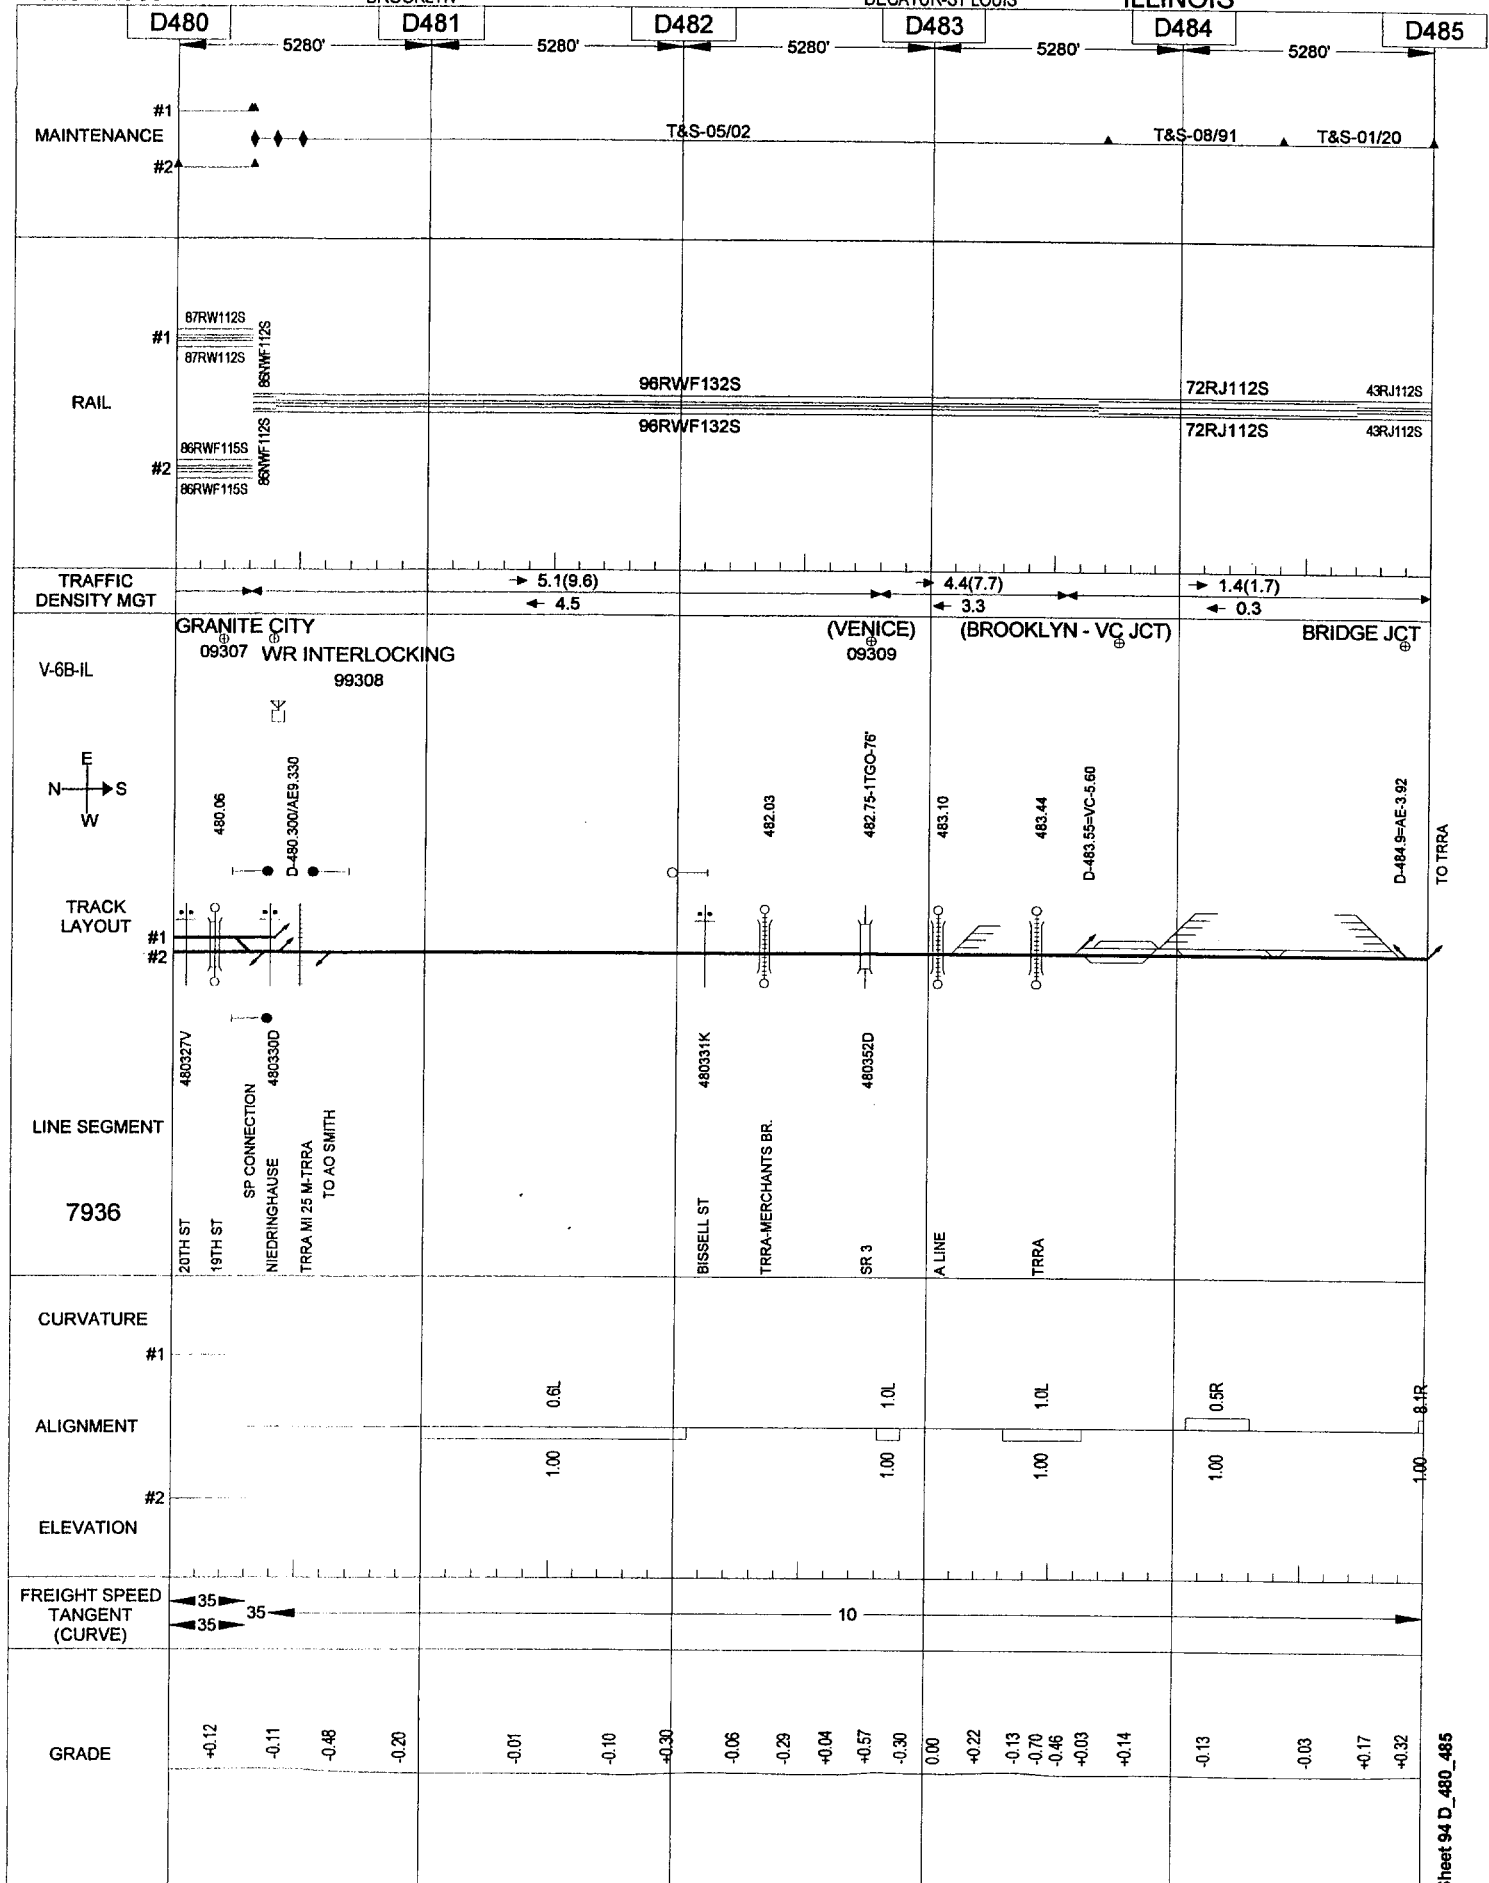 ILLINOIS
D480 D481 D482 D483 D484 D485
5280' 5280' 5280' 5280' 5280'
#1
MAINTENANCE T&S-05/02 T&S-08/91 T&S-01/20
#2
87RW112S
#1
87RW112S
86NWF112S
96RWF132S 72RJ112S 43RJ112S
RAIL
96RWF132S 72RJ112S 43RJ112S
86NWF112S
86RWF115S
#2
86RWF115S
TRAFFIC DENSITY MGT
5.1(9.6) 4.4(7.7) 1.4(1.7)
4.5 3.3 0.3
GRANITE CITY (VENICE) (BROOKLYN - VC JCT) BRIDGE JCT
09307 WR INTERLOCKING 09309
99308
V-6B-IL
E
N S
W
480.06
D-480.300/AE9.330
482.03
482.75-1TGO-76'
483.10
483.44
D-483.55=VC-5.60
D-484.9=AE-3.92
TO TRRA
TRACK
LAYOUT
#1
#2
480327V
480330D
480331K
480352D
LINE SEGMENT
7936
20TH ST
19TH ST
SP CONNECTION
NIEDRINGHAUSE
TRRA MI 25 M-TRRA
TO AO SMITH
BISSELL ST
TRRA-MERCHANTS BR.
SR 3
A LINE
TRRA
CURVATURE
#1
0.6L 1.0L 1.0L 0.5R 8.1R
ALIGNMENT
1.00 1.00 1.00 1.00 1.00
#2
ELEVATION
FREIGHT SPEED
TANGENT
(CURVE)
35
35 10
35
GRADE
+0.12 -0.11 -0.48 -0.20 -0.01 -0.10 +0.30 -0.06 -0.29 +0.04 +0.57 -0.30 0.00 +0.22 -0.13 -0.70 -0.46 +0.03 +0.14 -0.13 -0.03 +0.17 +0.32
94 D_480_485